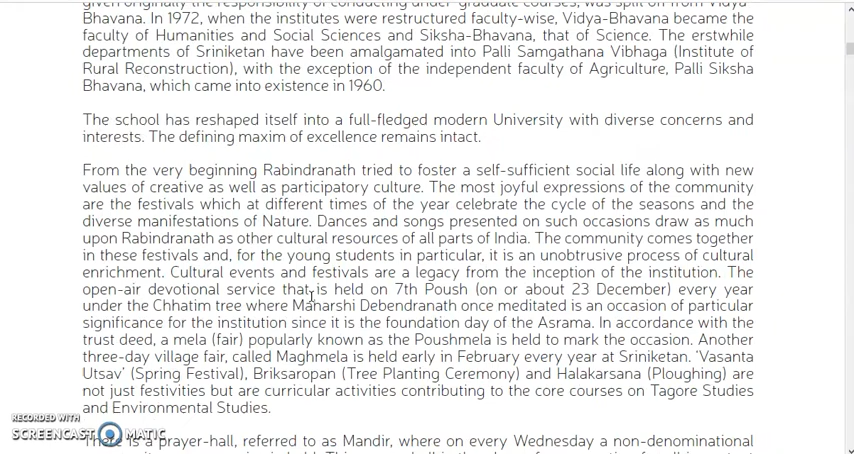 given originally the responsibility of conducting under-graduate courses, was split off from Vidya-
Bhavana. In 1972, when the institutes were restructured faculty-wise, Vidya-Bhavana became the
faculty of Humanities and Social Sciences and Siksha-Bhavana, that of Science. The erstwhile
departments of Sriniketan have been amalgamated into Palli Samgathana Vibhaga (Institute of
Rural Reconstruction), with the exception of the independent faculty of Agriculture, Palli Siksha
Bhavana, which came into existence in 1960.
The school has reshaped itself into a full-fledged modern University with diverse concerns and
interests. The defining maxim of excellence remains intact.
From the very beginning Rabindranath tried to foster a self-sufficient social life along with new
values of creative as well as participatory culture. The most joyful expressions of the community
are the festivals which at different times of the year celebrate the cycle of the seasons and the
diverse manifestations of Nature. Dances and songs presented on such occasions draw as much
upon Rabindranath as other cultural resources of all parts of India. The community comes together
in these festivals and, for the young students in particular, it is an unobtrusive process of cultural
enrichment. Cultural events and festivals are a legacy from the inception of the institution. The
open-air devotional service that is held on 7th Poush (on or about 23 December) every year
under the Chhatim tree where Maharshi Debendranath once meditated is an occasion of particular
significance for the institution since it is the foundation day of the Asrama. In accordance with the
trust deed, a mela (fair) popularly known as the Poushmela is held to mark the occasion. Another
three-day village fair, called Maghmela is held early in February every year at Sriniketan. 'Vasanta
Utsav' (Spring Festival), Briksaropan (Tree Planting Ceremony) and Halakarsana (Ploughing) are
not just festivities but are curricular activities contributing to the core courses on Tagore Studies
and Environmental Studies.
RECORDED WITH
SCREENCAST MATIC
There is a prayer-hall, referred to as Mandir, where on every Wednesday a non-denominational